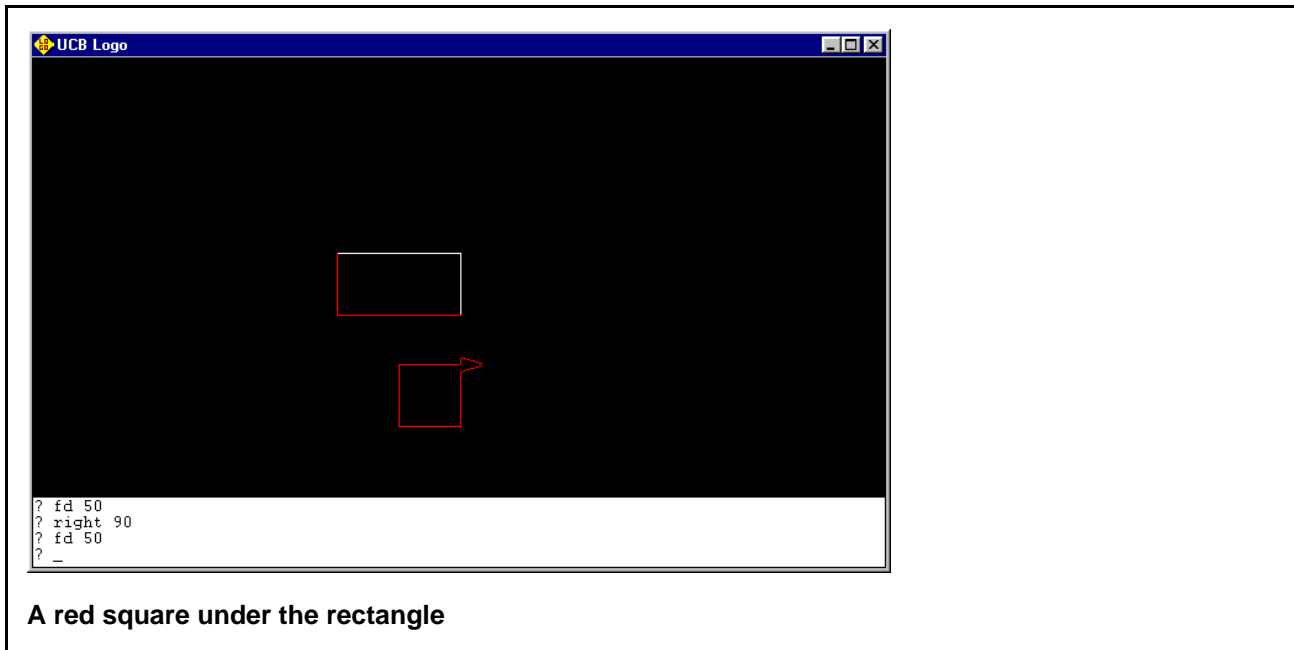 UCB Logo
? fd 50
? right 90
? fd 50
? _
A red square under the rectangle